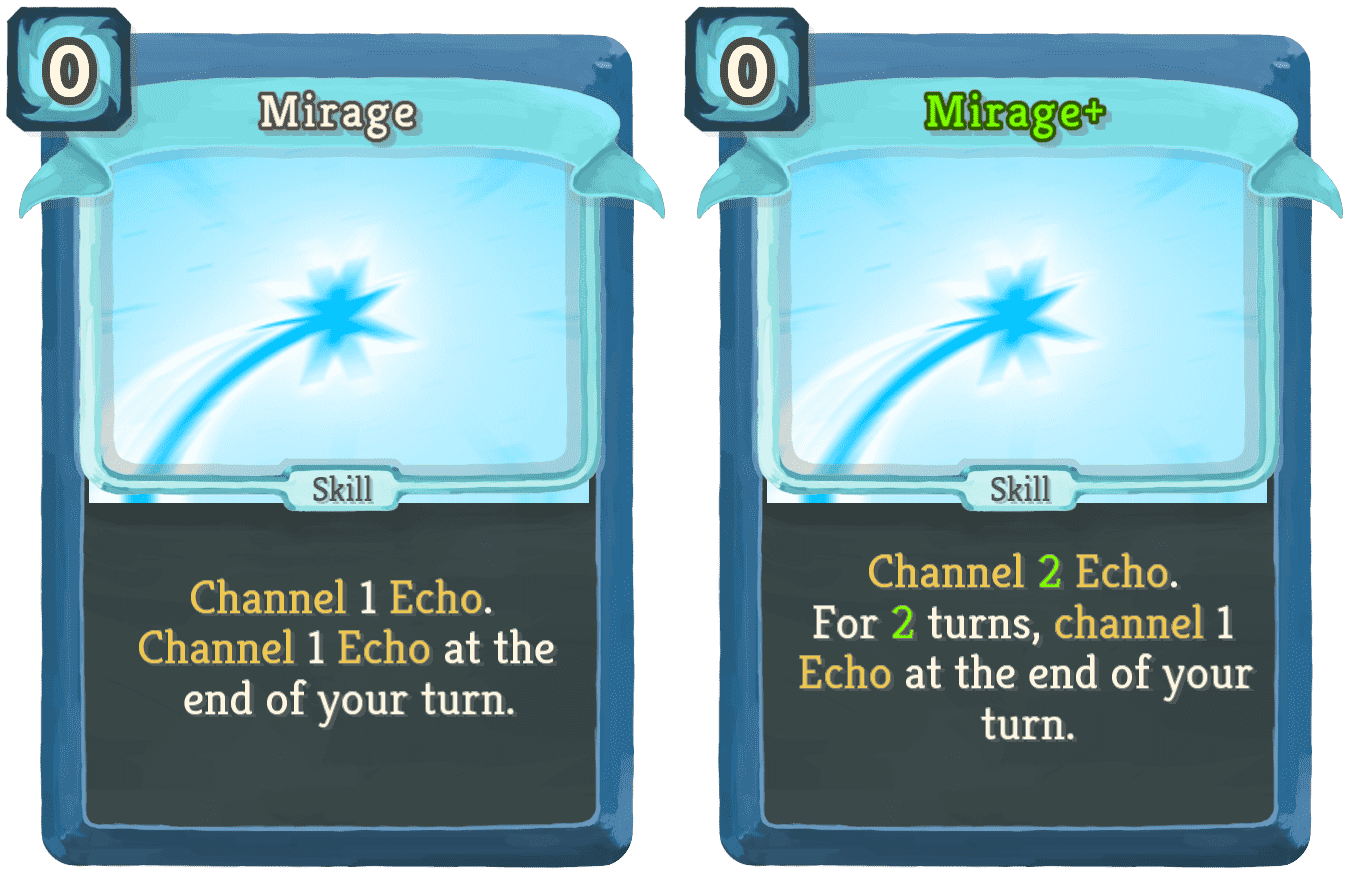 0
Mirage
Skill
Channel 1 Echo.
Channel 1 Echo at the
end of your turn.
0
Mirage+
Skill
Channel 2 Echo.
For 2 turns, channel 1
Echo at the end of your
turn.